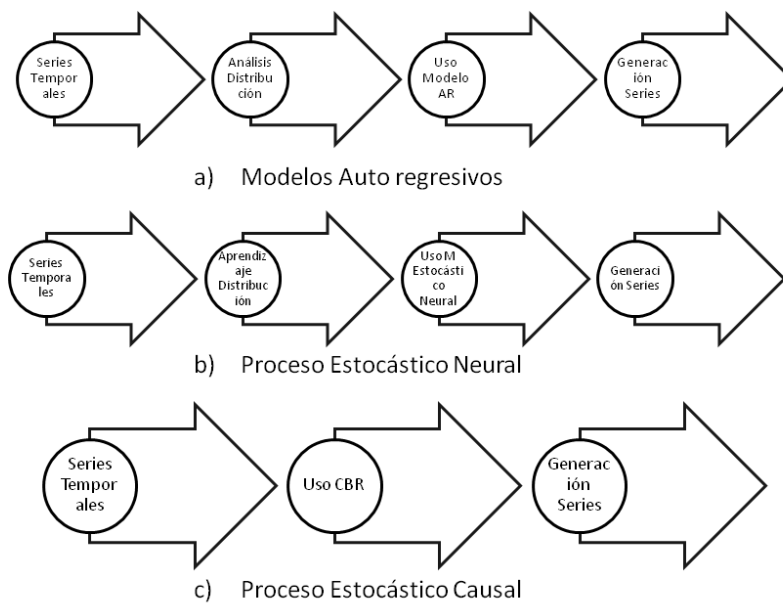 Series
Tempor
ales
Análisis
Distribu
ción
Uso
Modelo
AR
Generac
ión
Series
a) Modelos Auto regresivos
Series
Tempora
les
Aprendiz
aje
Distribuc
ión
Uso M
Estocásti
co
Neural
Generac
ión Series
b) Proceso Estocástico Neural
Series
Tempor
ales
Uso CBR
Generac
ión
Series
c) Proceso Estocástico Causal